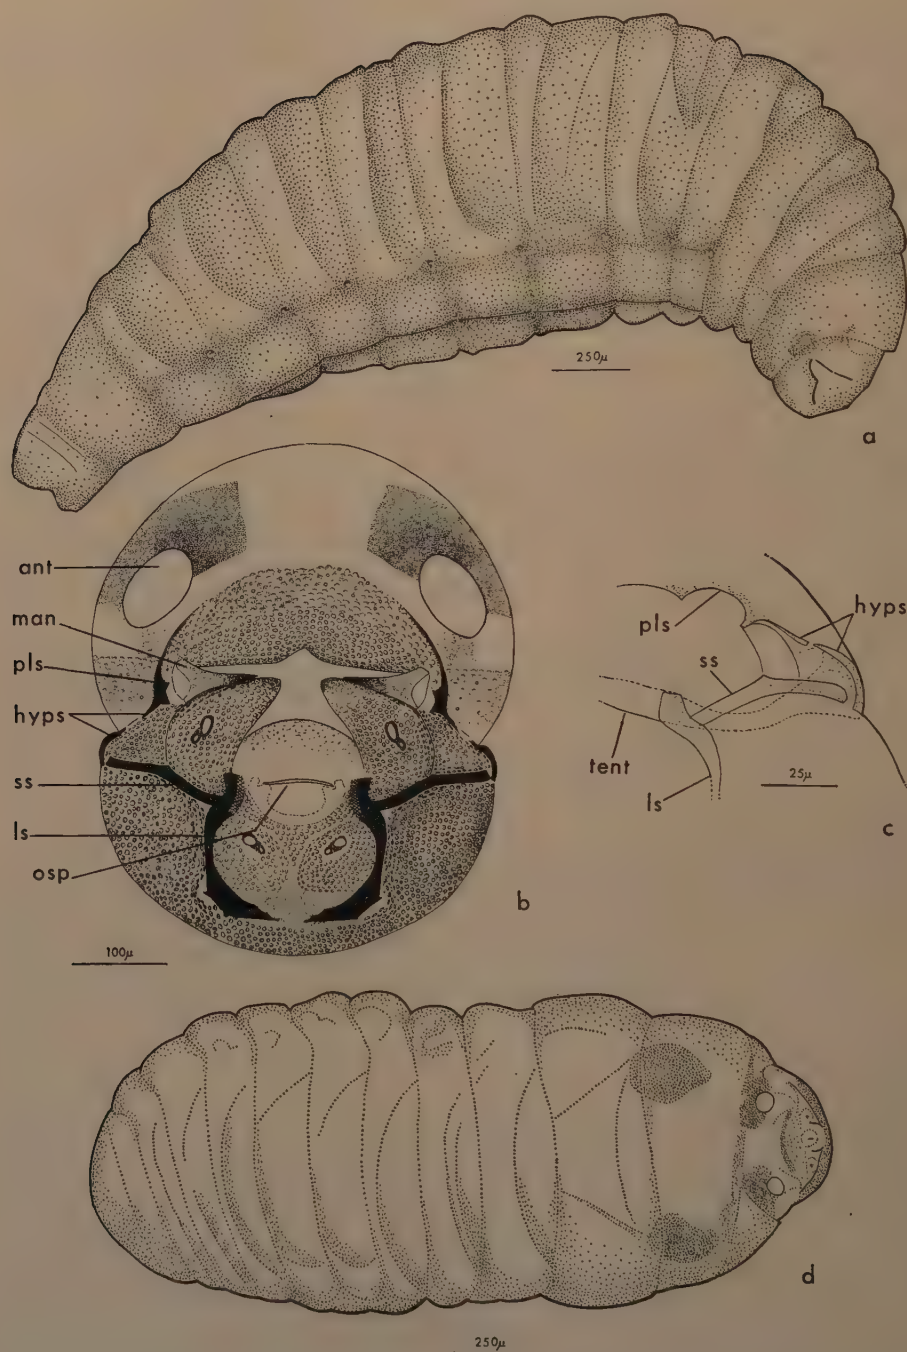 250μ
a
ant
man
pls
hyps
ss
ls
osp
b
100μ
pls
hyps
ss
tent
ls
25μ
c
d
250μ